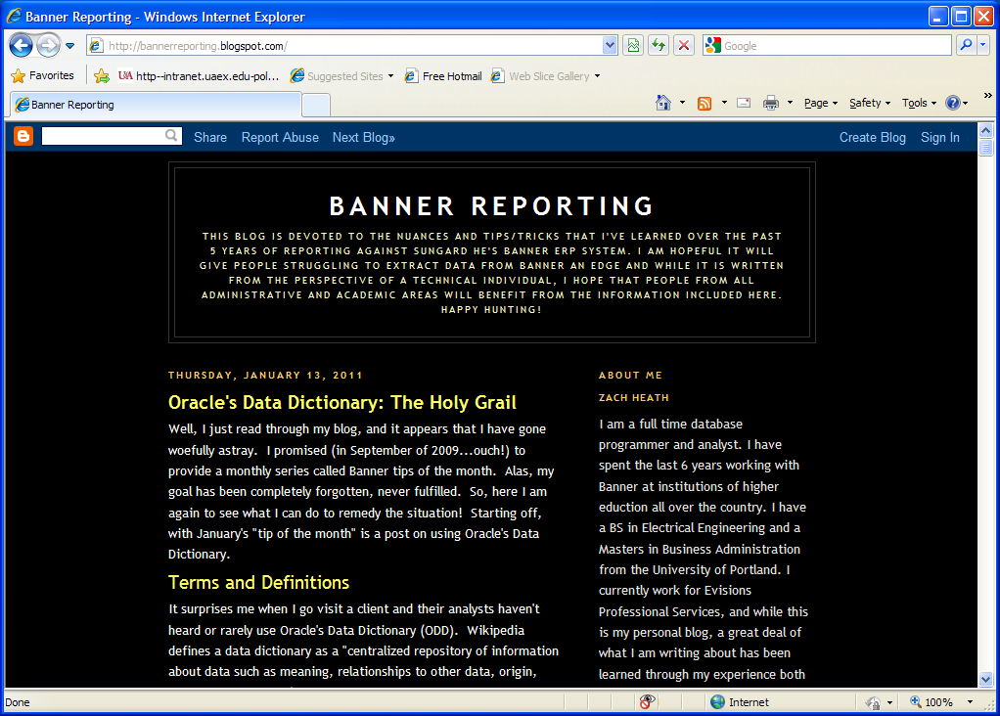 Banner Reporting - Windows Internet Explorer
http://bannerreporting.blogspot.com/
Google
Favorites
UA http--intranet.uaex.edu-pol...
Suggested Sites
Free Hotmail
Web Slice Gallery
Banner Reporting
Page
Safety
Tools
»
Share
Report Abuse
Next Blog»
Create Blog
Sign In
BANNER REPORTING
THIS BLOG IS DEVOTED TO THE NUANCES AND TIPS/TRICKS THAT I'VE LEARNED OVER THE PAST
5 YEARS OF REPORTING AGAINST SUNGARD HE'S BANNER ERP SYSTEM. I AM HOPEFUL IT WILL
GIVE PEOPLE STRUGGLING TO EXTRACT DATA FROM BANNER AN EDGE AND WHILE IT IS WRITTEN
FROM THE PERSPECTIVE OF A TECHNICAL INDIVIDUAL, I HOPE THAT PEOPLE FROM ALL
ADMINISTRATIVE AND ACADEMIC AREAS WILL BENEFIT FROM THE INFORMATION INCLUDED HERE.
HAPPY HUNTING!
THURSDAY, JANUARY 13, 2011
Oracle's Data Dictionary: The Holy Grail
Well, I just read through my blog, and it appears that I have gone
woefully astray.  I promised (in September of 2009...ouch!) to
provide a monthly series called Banner tips of the month.  Alas, my
goal has been completely forgotten, never fulfilled.  So, here I am
again to see what I can do to remedy the situation!  Starting off,
with January's "tip of the month" is a post on using Oracle's Data
Dictionary.
Terms and Definitions
It surprises me when I go visit a client and their analysts haven't
heard or rarely use Oracle's Data Dictionary (ODD).  Wikipedia
defines a data dictionary as a "centralized repository of information
about data such as meaning, relationships to other data, origin,
ABOUT ME
ZACH HEATH
I am a full time database
programmer and analyst. I have
spent the last 6 years working with
Banner at institutions of higher
eduction all over the country. I have
a BS in Electrical Engineering and a
Masters in Business Administration
from the University of Portland. I
currently work for Evisions
Professional Services, and while this
is my personal blog, a great deal of
what I am writing about has been
learned through my experience both
Done
Internet
100%